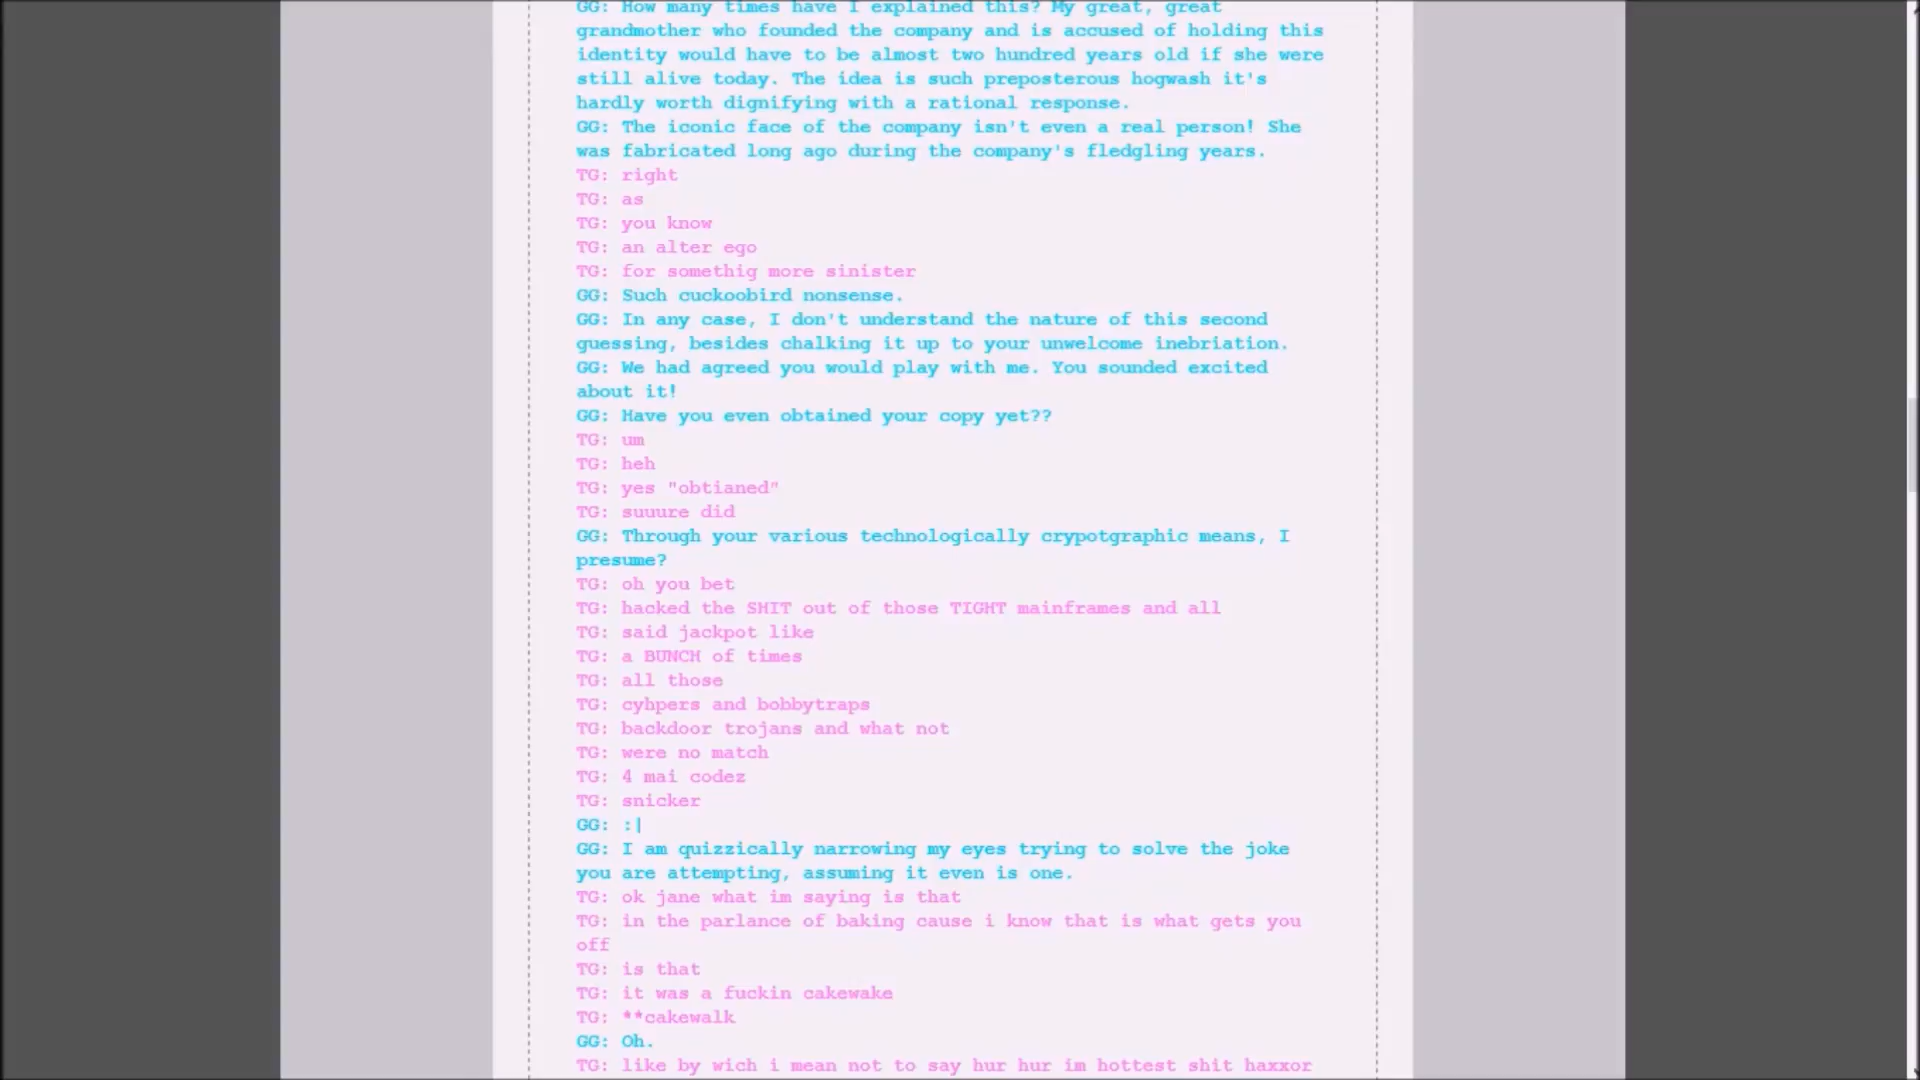 GG: How many times have I explained this? My great, great
grandmother who founded the company and is accused of holding this
identity would have to be almost two hundred years old if she were
still alive today. The idea is such preposterous hogwash it's
hardly worth dignifying with a rational response.
GG: The iconic face of the company isn't even a real person! She
was fabricated long ago during the company's fledgling years.
TG: right
TG: as
TG: you know
TG: an alter ego
TG: for somethig more sinister
GG: Such cuckoobird nonsense.
GG: In any case, I don't understand the nature of this second
guessing, besides chalking it up to your unwelcome inebriation.
GG: We had agreed you would play with me. You sounded excited
about it!
GG: Have you even obtained your copy yet??
TG: um
TG: heh
TG: yes "obtianed"
TG: suuure did
GG: Through your various technologically crypotgraphic means, I
presume?
TG: oh you bet
TG: hacked the SHIT out of those TIGHT mainframes and all
TG: said jackpot like
TG: a BUNCH of times
TG: all those
TG: cyhpers and bobbytraps
TG: backdoor trojans and what not
TG: were no match
TG: 4 mai codez
TG: snicker
GG: :|
GG: I am quizzically narrowing my eyes trying to solve the joke
you are attempting, assuming it even is one.
TG: ok jane what im saying is that
TG: in the parlance of baking cause i know that is what gets you
off
TG: is that
TG: it was a fuckin cakewake
TG: **cakewalk
GG: Oh.
TG: like by wich i mean not to say hur hur im hottest shit haxxor